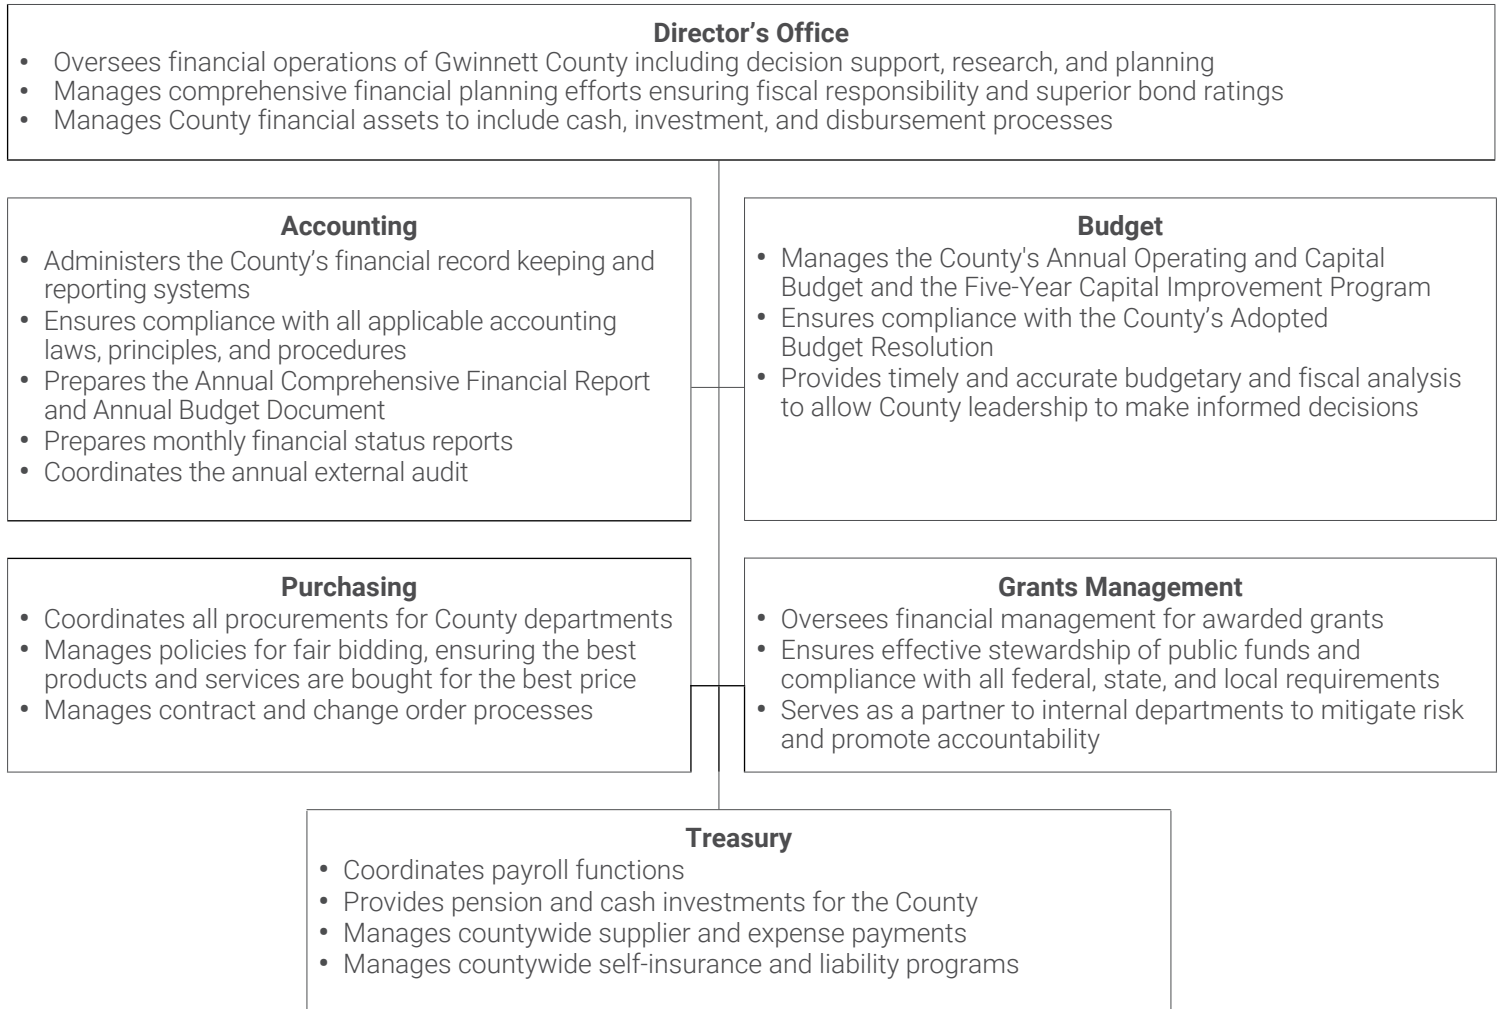 Director’s Office
• Oversees financial operations of Gwinnett County including decision support, research, and planning
• Manages comprehensive financial planning efforts ensuring fiscal responsibility and superior bond ratings
• Manages County financial assets to include cash, investment, and disbursement processes
Accounting
• Administers the County’s financial record keeping and
reporting systems
• Ensures compliance with all applicable accounting
laws, principles, and procedures
• Prepares the Annual Comprehensive Financial Report
and Annual Budget Document
• Prepares monthly financial status reports
• Coordinates the annual external audit
Budget
• Manages the County's Annual Operating and Capital
Budget and the Five-Year Capital Improvement Program
• Ensures compliance with the County’s Adopted
Budget Resolution
• Provides timely and accurate budgetary and fiscal analysis
to allow County leadership to make informed decisions
Purchasing
• Coordinates all procurements for County departments
• Manages policies for fair bidding, ensuring the best
products and services are bought for the best price
• Manages contract and change order processes
Grants Management
• Oversees financial management for awarded grants
• Ensures effective stewardship of public funds and
compliance with all federal, state, and local requirements
• Serves as a partner to internal departments to mitigate risk
and promote accountability
Treasury
• Coordinates payroll functions
• Provides pension and cash investments for the County
• Manages countywide supplier and expense payments
• Manages countywide self-insurance and liability programs